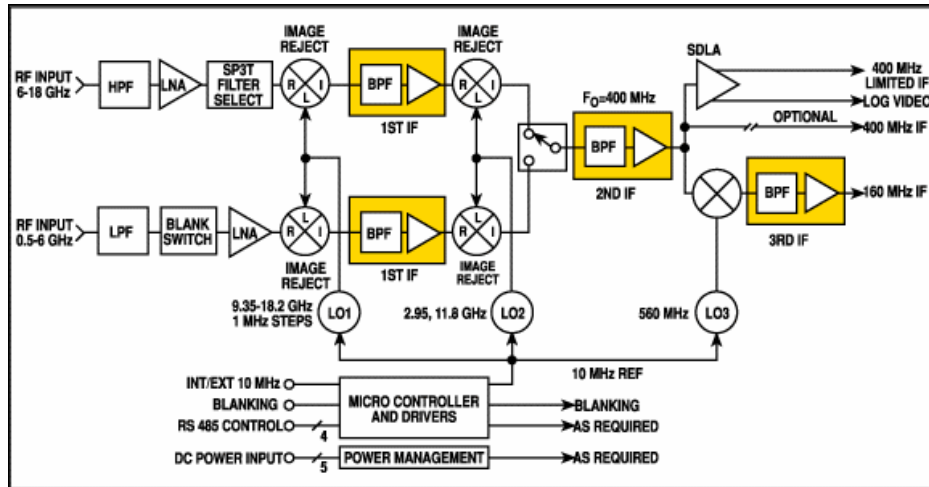 IMAGE
REJECT
IMAGE
REJECT
SDLA
RF INPUT
6-18 GHz
HPF
LNA
SP3T
FILTER
SELECT
R L I
BPF
1ST IF
R L I
FO=400 MHz
400 MHz
LIMITED IF
LOG VIDEO
OPTIONAL
400 MHz IF
BPF
2ND IF
BPF
160 MHz IF
3RD IF
RF INPUT
0.5-6 GHz
LPF
BLANK
SWITCH
LNA
R L I
IMAGE
REJECT
BPF
1ST IF
R L I
IMAGE
REJECT
9.35-18.2 GHz
1 MHz STEPS
LO1
2.95, 11.8 GHz
LO2
560 MHz
LO3
10 MHz REF
INT/EXT 10 MHz
BLANKING
RS 485 CONTROL
4
MICRO CONTROLLER
AND DRIVERS
BLANKING
AS REQUIRED
DC POWER INPUT
5
POWER MANAGEMENT
AS REQUIRED